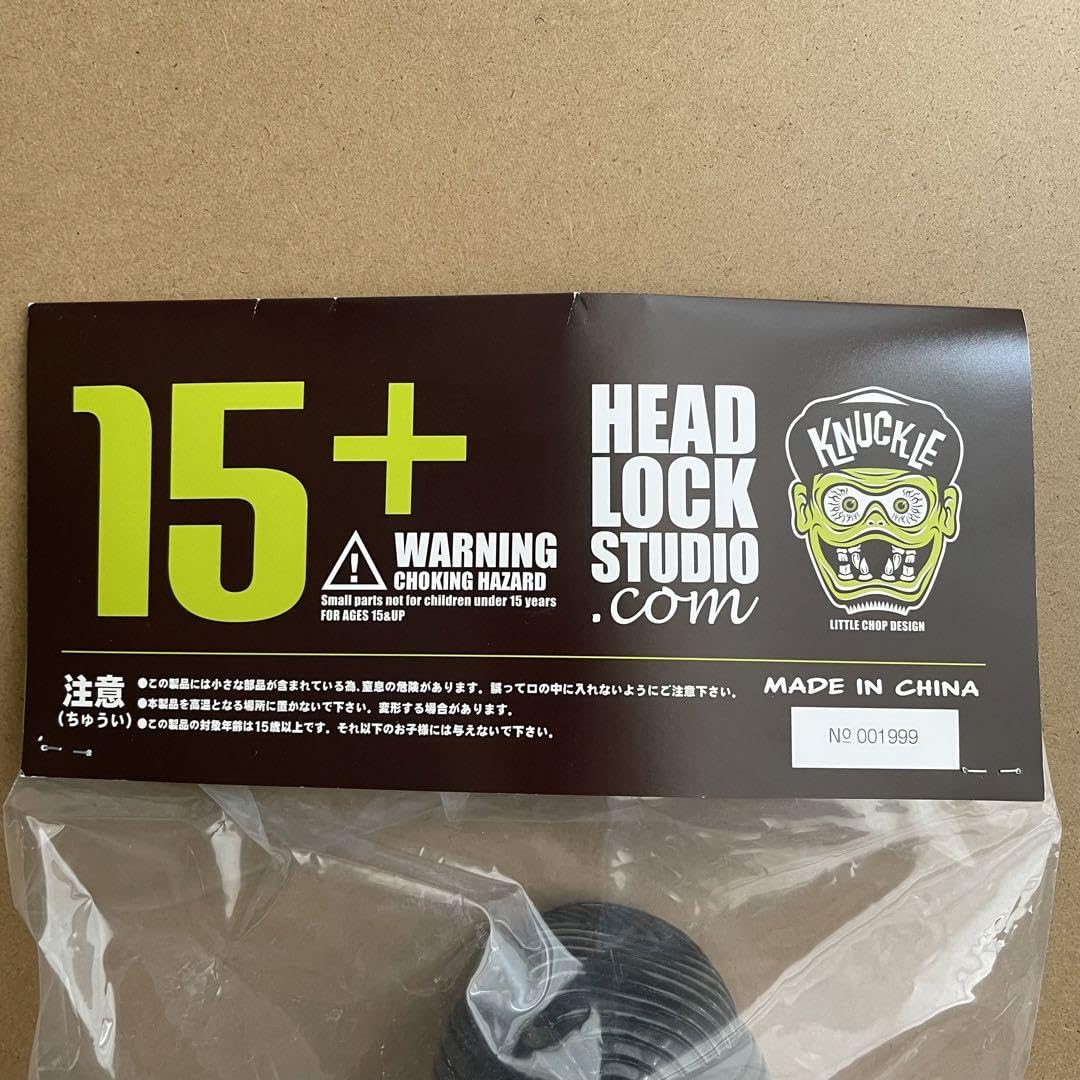 15+
WARNING
CHOKING HAZARD
Small parts not for children under 15 years
FOR AGES 15&UP
HEAD
LOCK
STUDIO
.com
KNUCKLE
LITTLE CHOP DESIGN
注意
(ちゅうい)
●この製品には小さな部品が含まれている為、窒息の危険があります。誤って口の中に入れないようにご注意下さい。
●本製品を高温となる場所に置かないで下さい。変形する場合があります。
●この製品の対象年齢は15歳以上です。それ以下のお子様には与えないで下さい。
MADE IN CHINA
№ 001999